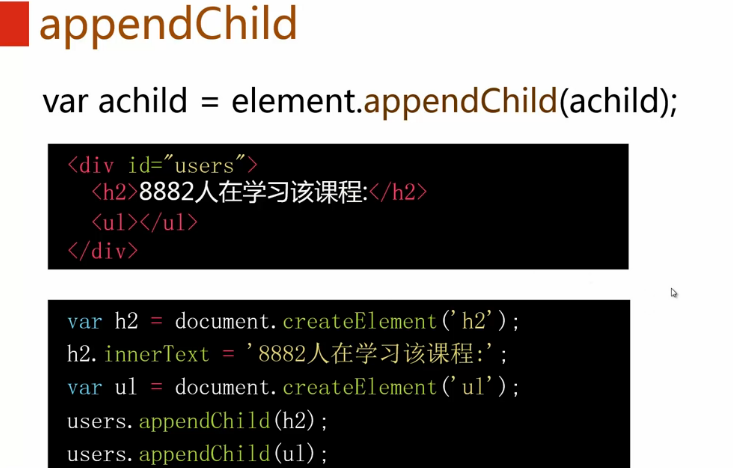 appendChild
var achild = element.appendChild(achild);
<div id="users">
<h2>8882人在学习该课程:</h2>
<ul></ul>
</div>
var h2 = document.createElement('h2');
h2.innerText = '8882人在学习该课程:';
var ul = document.createElement('ul');
users.appendChild(h2);
users.appendChild(ul);